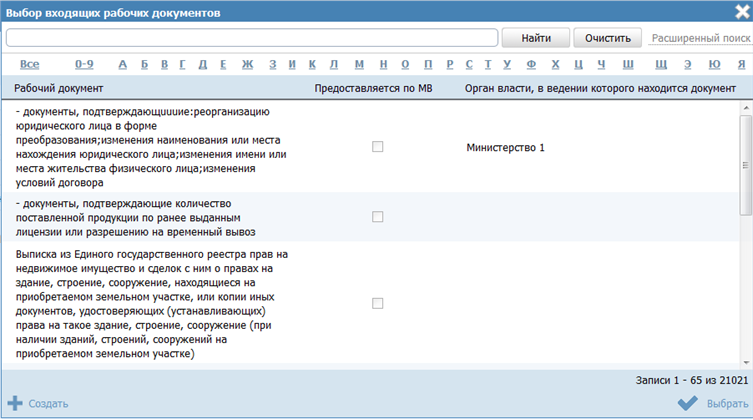 Выбор входящих рабочих документов
Найти Очистить Расширенный поиск
Все 0-9 А Б В Г Д Е Ж З И К Л М Н О П Р С Т У Ф Х Ц Ч Ш Щ Э Ю Я
Рабочий документ Предоставляется по МВ Орган власти, в ведении которого находится документ
- документы, подтверждающшиие:реорганизацию
юридического лица в форме
преобразования;изменения наименования или места
нахождения юридического лица;изменения имени или
места жительства физического лица;изменения
условий договора
Министерство 1
- документы, подтверждающие количество
поставленной продукции по ранее выданным
лицензии или разрешению на временный вывоз
Выписка из Единого государственного реестра прав на
недвижимое имущество и сделок с ним о правах на
здание, строение, сооружение, находящиеся на
приобретаемом земельном участке, или копии иных
документов, удостоверяющих (устанавливающих)
права на такое здание, строение, сооружение (при
наличии зданий, строений, сооружений на
приобретаемом земельном участке)
Записи 1 - 65 из 21021
Создать Выбрать